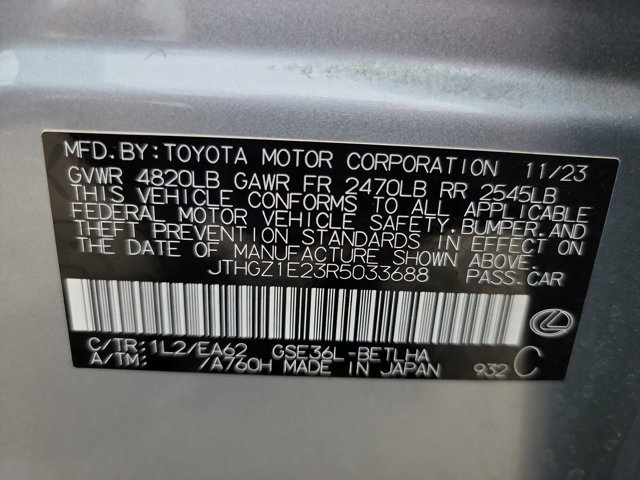 MFD.BY:TOYOTA MOTOR CORPORATION 11/23
GVWR 4820LB GAWR FR 2470LB RR 2545LB
THIS VEHICLE CONFORMS TO ALL APPLICABLE
FEDERAL MOTOR VEHICLE SAFETY,BUMPER,AND
THEFT PREVENTION STANDARDS IN EFFECT ON
THE DATE OF MANUFACTURE SHOWN ABOVE.
JTHGZ1E23R5033688 PASS.CAR
C/TR:1L2/EA62 GSE36L-BETLHA
A/TM: /A760H MADE IN JAPAN 932 C